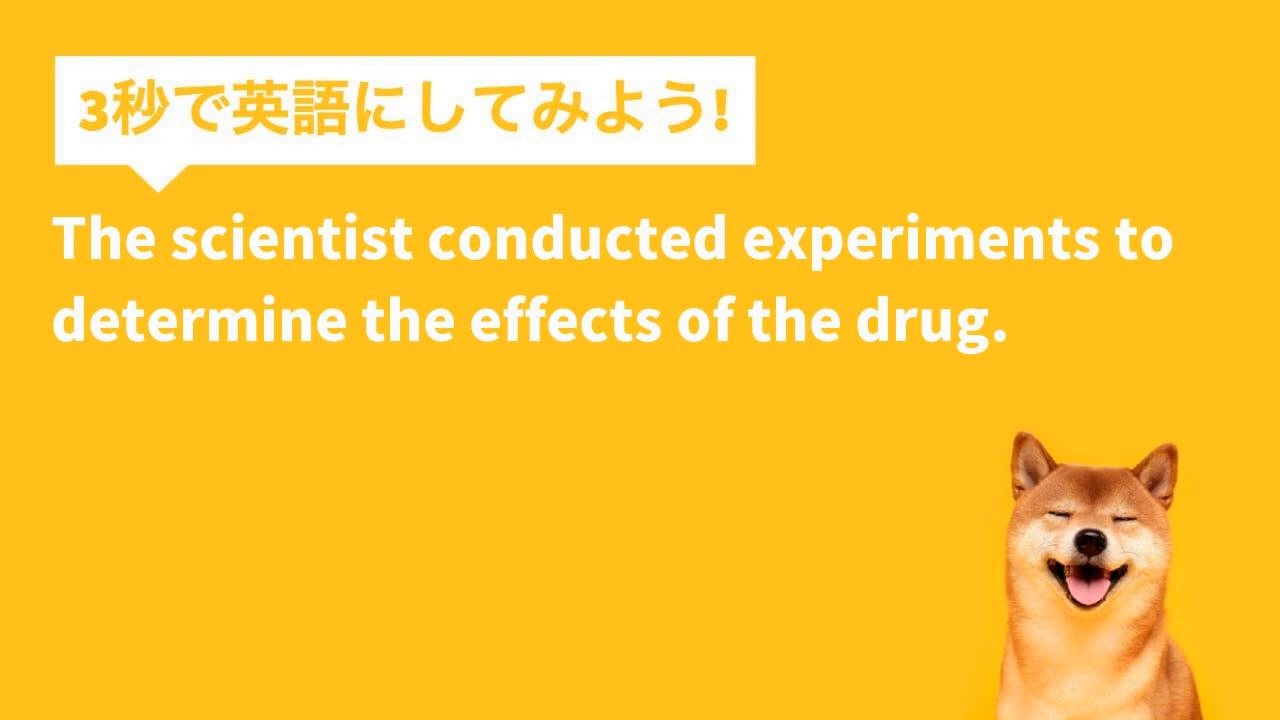 3秒で英語にしてみよう!
The scientist conducted experiments to
determine the effects of the drug.